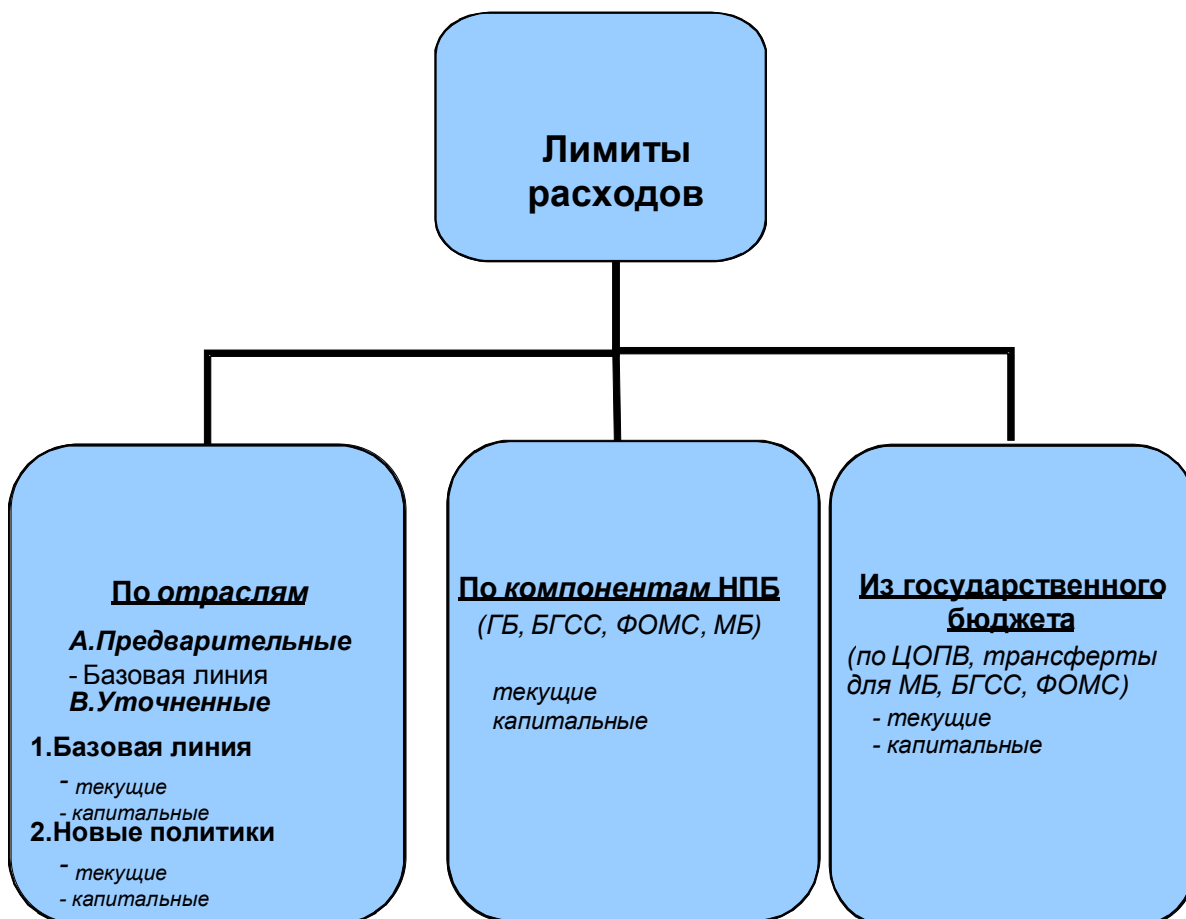 Лимиты
расходов
По отраслям
А.Предварительные
- Базовая линия
В.Уточненные
1.Базовая линия
- текущие
- капитальные
2.Новые политики
- текущие
- капитальные
По компонентам НПБ
(ГБ, БГСС, ФОМС, МБ)
текущие
капитальные
Из государственного
бюджета
(по ЦОПВ, трансферты
для МБ, БГСС, ФОМС)
- текущие
- капитальные